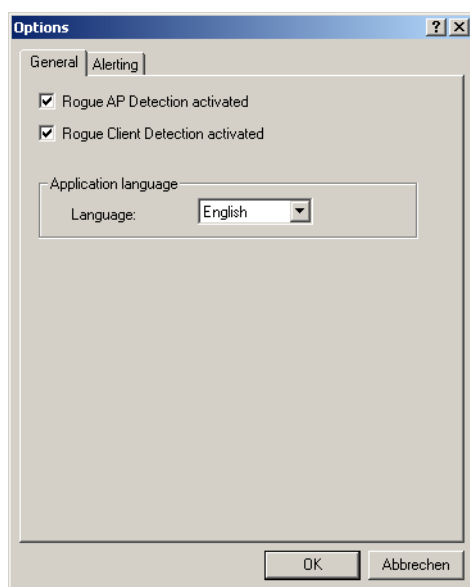 Options
General Alerting
Rogue AP Detection activated
Rogue Client Detection activated
Application language
Language: English
OK Abbrechen